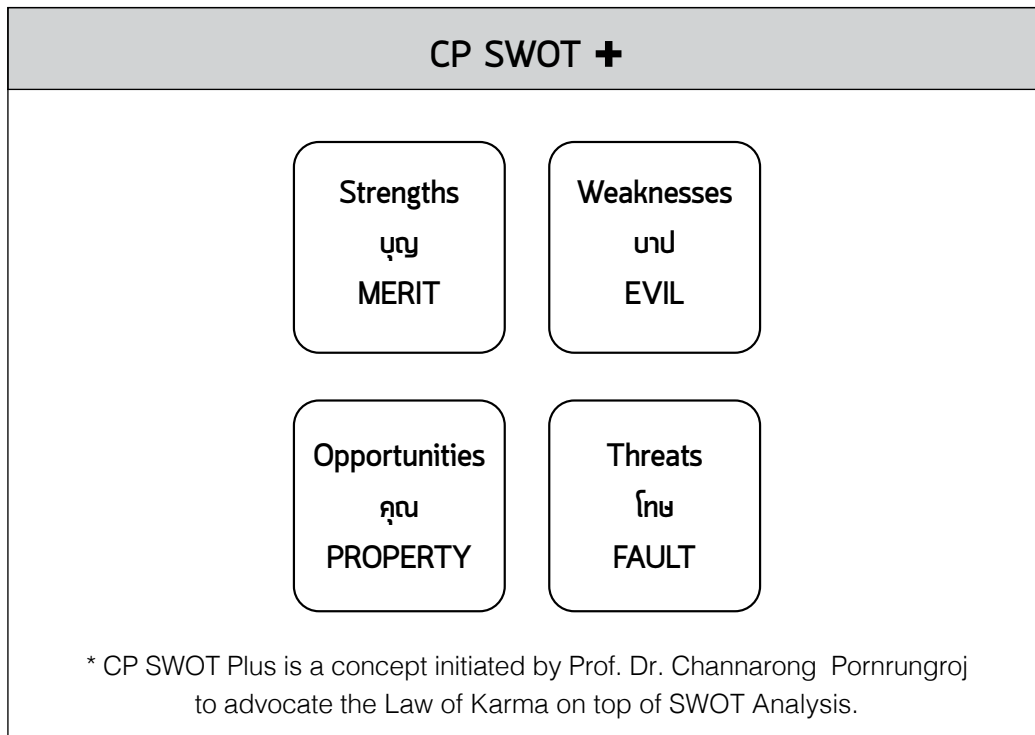 CP SWOT ✚
Strengths
บุญ
MERIT
Weaknesses
บาป
EVIL
Opportunities
คุณ
PROPERTY
Threats
โทษ
FAULT
* CP SWOT Plus is a concept initiated by Prof. Dr. Channarong Pornrungroj
to advocate the Law of Karma on top of SWOT Analysis.